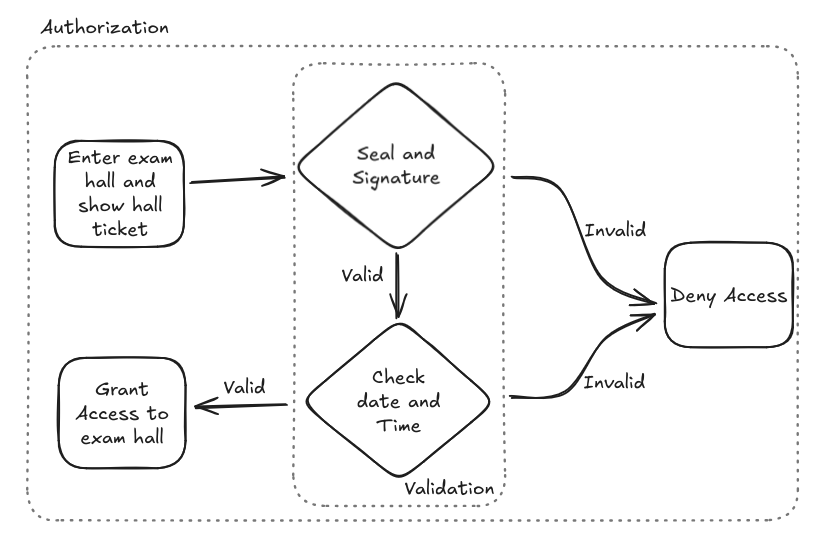 Authorization
Enter exam
hall and
show hall
ticket
Seal and
Signature
Invalid
Valid
Deny Access
Check
date and
Time
Invalid
Valid
Grant
Access to
exam hall
Validation